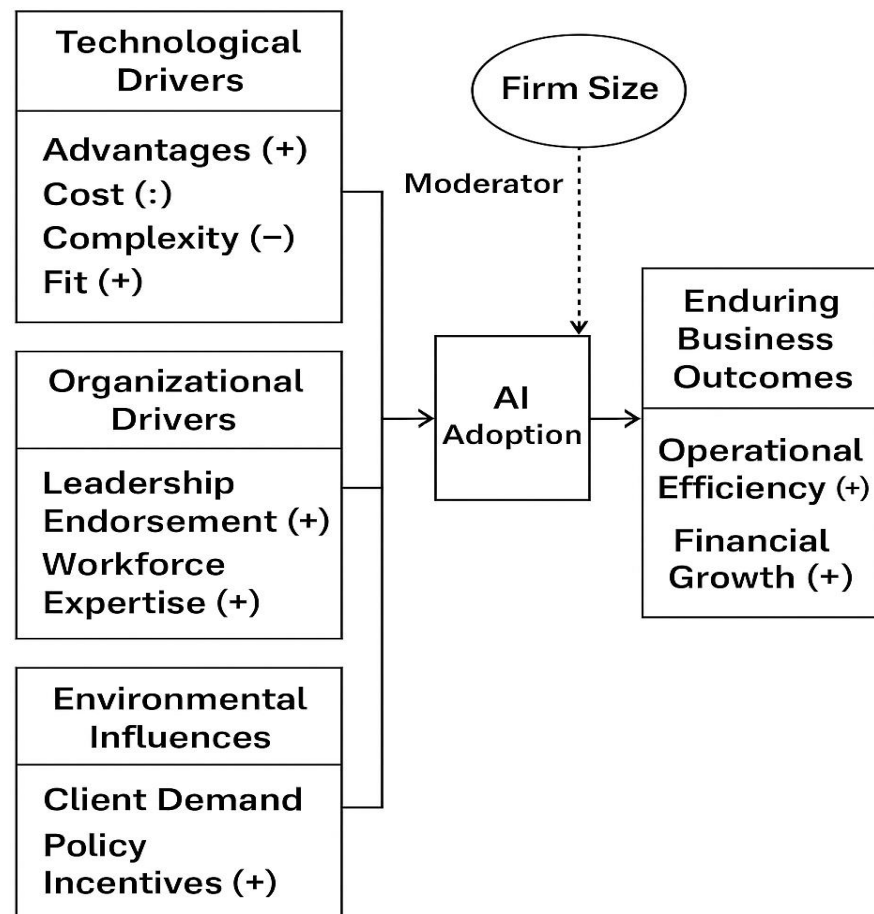 Technological
Drivers
Advantages (+)
Cost (:)
Complexity (−)
Fit (+)
Organizational
Drivers
Leadership
Endorsement (+)
Workforce
Expertise (+)
Environmental
Influences
Client Demand
Policy
Incentives (+)
Firm Size
Moderator
AI
Adoption
Enduring
Business
Outcomes
Operational
Efficiency (+)
Financial
Growth (+)